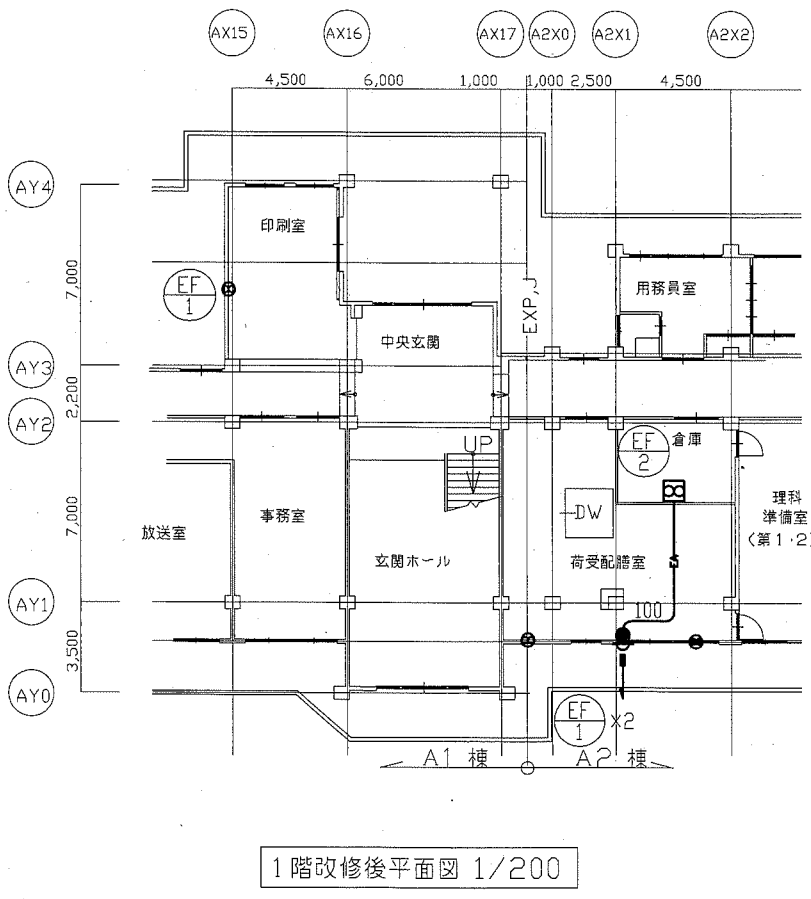 AX15 AX16 AX17 A2X0 A2X1 A2X2
4,500 6,000 1,000 1,000 2,500 4,500
AY4
印刷室
EF
1
7,000
EXP,J
用務員室
中央玄関
AY3
2,200
AY2
UP
EF
2
倉庫
7,000
放送室
事務室
DW
理科
準備室
(第1・2
玄関ホール
荷受配膳室
EA
AY1
100
3,500
AY0
EF
1
X2
A1 棟
A2 棟
1階改修後平面図 1/200